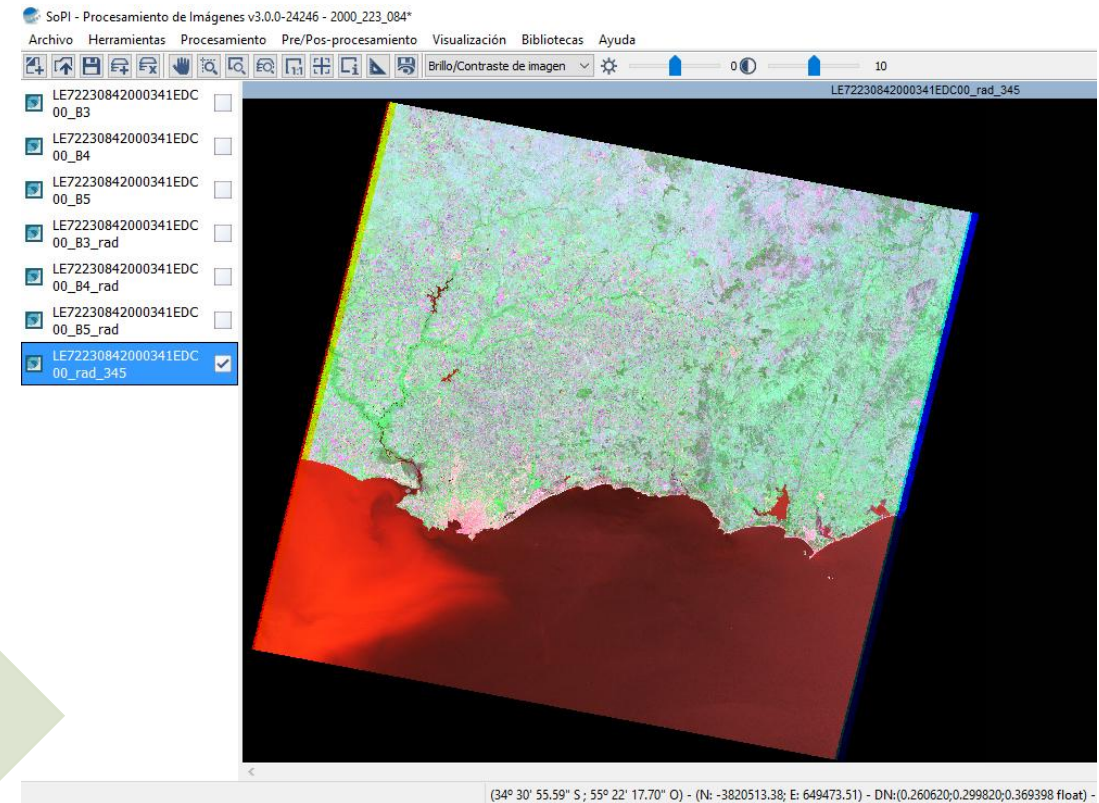 SoPI - Procesamiento de Imágenes v3.0.0-24246 - 2000_223_084*
Archivo Herramientas Procesamiento Pre/Pos-procesamiento Visualización Bibliotecas Ayuda
1:1 Brillo/Contraste de imagen 0 10
LE72230842000341EDC00_rad_345
LE72230842000341EDC
00_B3
LE72230842000341EDC
00_B4
LE72230842000341EDC
00_B5
LE72230842000341EDC
00_B3_rad
LE72230842000341EDC
00_B4_rad
LE72230842000341EDC
00_B5_rad
LE72230842000341EDC
00_rad_345
(34º 30' 55.59" S ; 55º 22' 17.70" O) - (N: -3820513.38; E: 649473.51) - DN:(0.260620;0.299820;0.369398 float) -